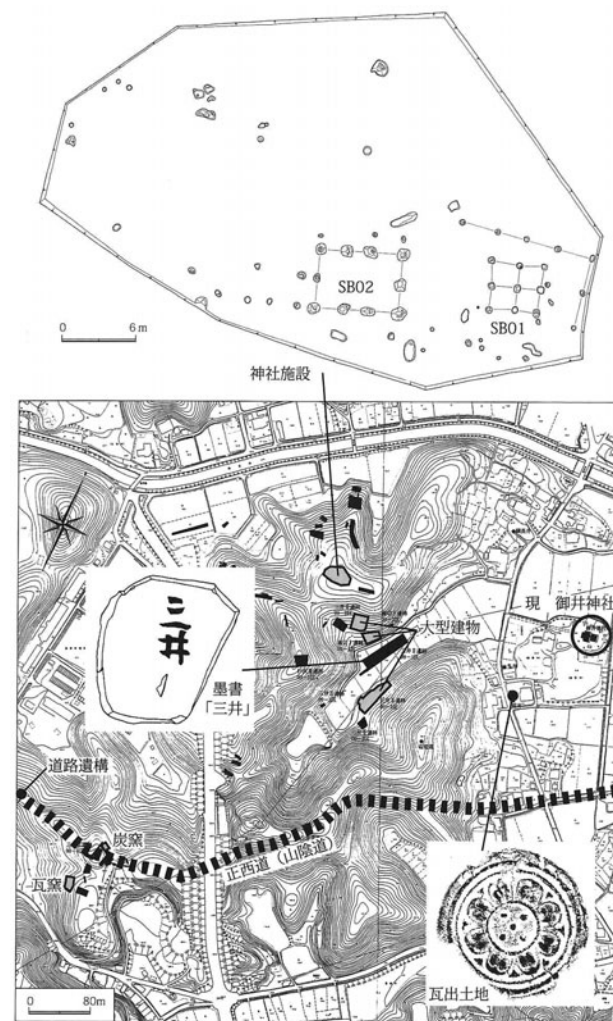 SB02
SB01
0 6m
神社施設
現 御井神社
大型建物
三井
墨書
「三井」
道路遺構
炭窯
正西道（山陰道）
瓦窯
瓦出土地
0 80m